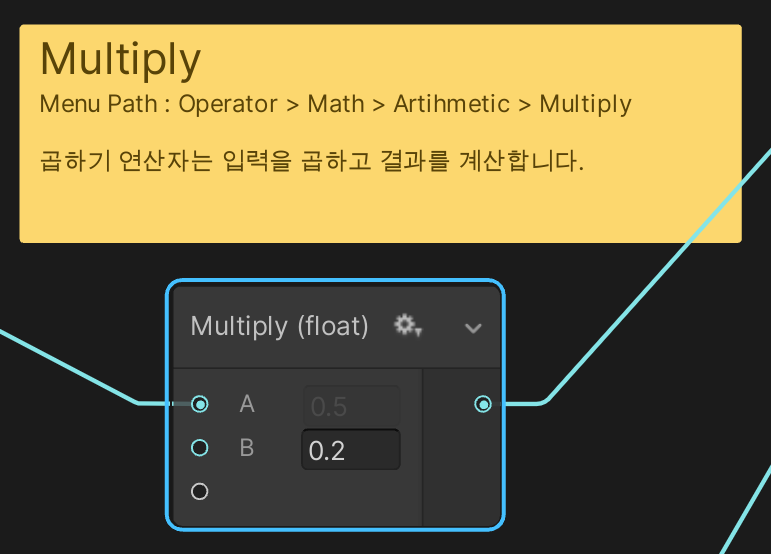 Multiply
Menu Path : Operator > Math > Artihmetic > Multiply
곱하기 연산자는 입력을 곱하고 결과를 계산합니다.
Multiply (float)
A 0.5
B 0.2